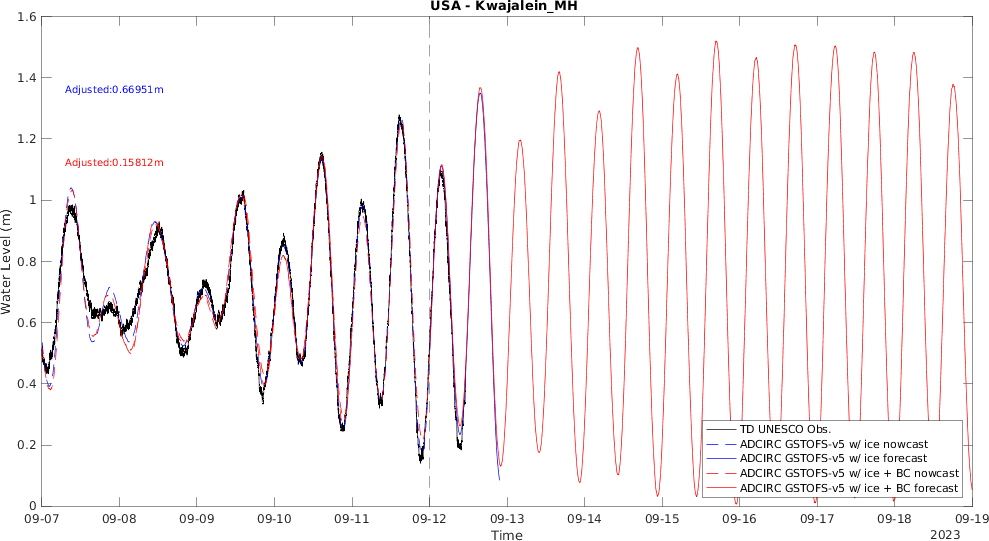 USA - Kwajalein_MH
1.6
1.4
1.2
1
0.8
0.6
0.4
0.2
0
Water Level (m)
Adjusted:0.66951m
Adjusted:0.15812m
TD UNESCO Obs.
ADCIRC GSTOFS-v5 w/ ice nowcast
ADCIRC GSTOFS-v5 w/ ice forecast
ADCIRC GSTOFS-v5 w/ ice + BC nowcast
ADCIRC GSTOFS-v5 w/ ice + BC forecast
09-07 09-08 09-09 09-10 09-11 09-12 09-13 09-14 09-15 09-16 09-17 09-18 09-19
Time
2023